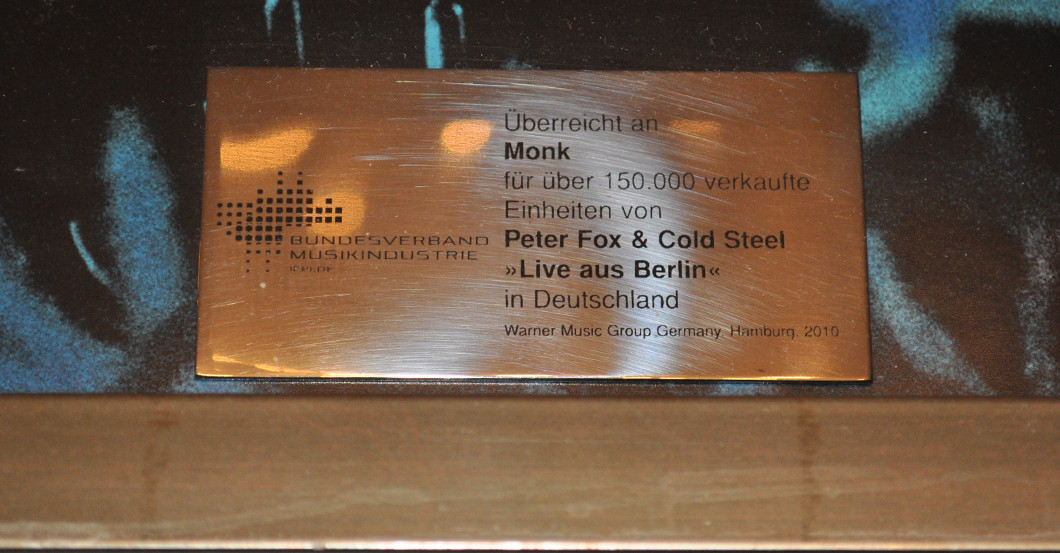 Überreicht an
Monk
für über 150.000 verkaufte
Einheiten von
Peter Fox & Cold Steel
»Live aus Berlin«
in Deutschland
Warner Music Group Germany, Hamburg, 2010
BUNDESVERBAND
MUSIKINDUSTRIE